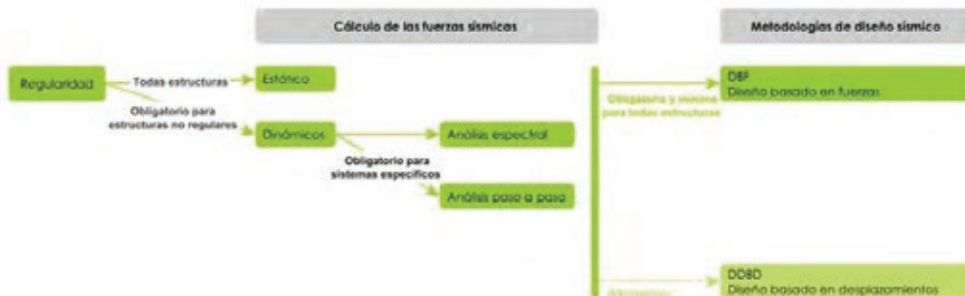 Cálculo de las fuerzas sísmicas
Metodologías de diseño sísmico
Regularidad
Todas estructuras
Estático
Obligatorio para
estructuras no regulares
Dinámicos
Análisis espectral
Obligatorio para
sistemas específicos
Análisis paso a paso
Obligatorio y mínimo
para todas estructuras
DBF
Diseño basado en fuerzas
DDBD
Diseño basado en desplazamientos